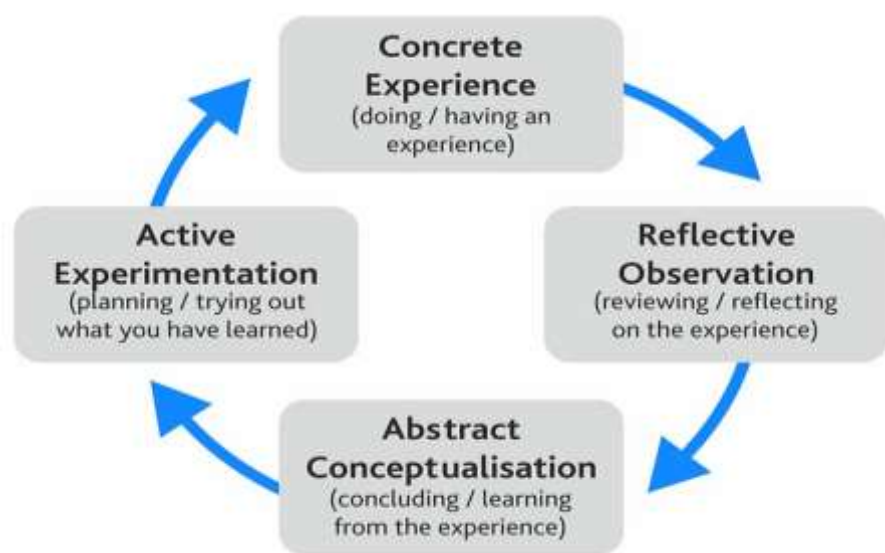 Concrete
Experience
(doing / having an
experience)
Reflective
Observation
(reviewing / reflecting
on the experience)
Abstract
Conceptualisation
(concluding / learning
from the experience)
Active
Experimentation
(planning / trying out
what you have learned)